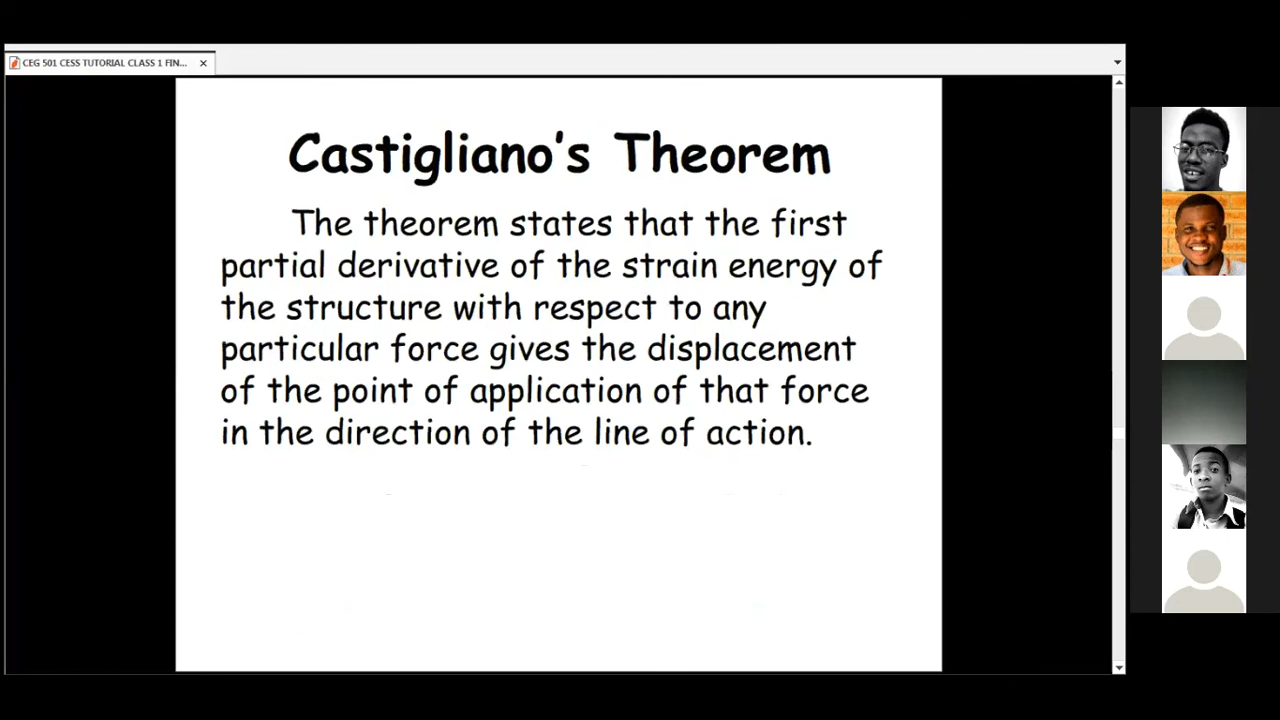 CEG 501 CESS TUTORIAL CLASS 1 FIN...
Castigliano's Theorem
The theorem states that the first
partial derivative of the strain energy of
the structure with respect to any
particular force gives the displacement
of the point of application of that force
in the direction of the line of action.